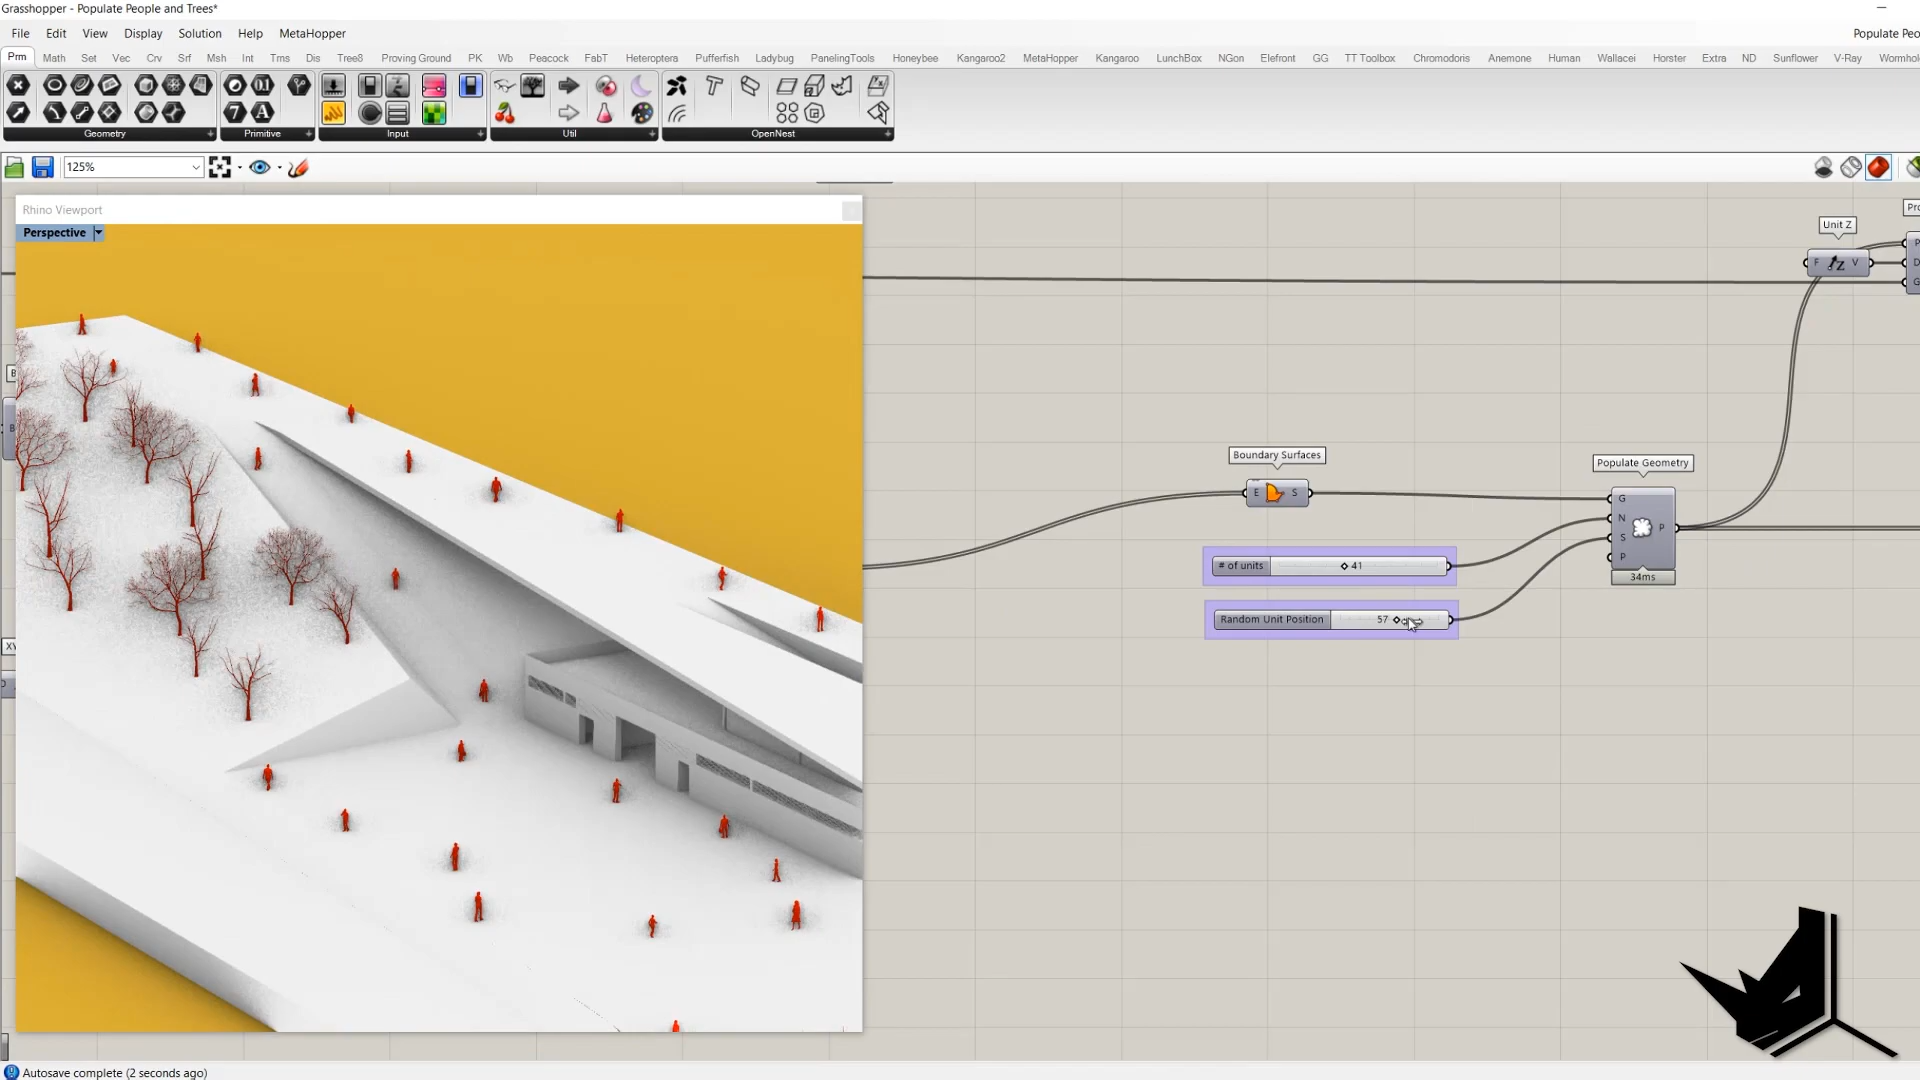 Grasshopper - Populate People and Trees*
File Edit View Display Solution Help MetaHopper
Populate Peo
Prm Math Set Vec Crv Srf Msh Int Trns Dis Tree8 Proving Ground PK Wb Peacock FabT Heteroptera Pufferfish Ladybug PanelingTools Honeybee Kangaroo2 MetaHopper Kangaroo LunchBox NGon Elefront GG TT Toolbox Chromodoris Anemone Human Wallacei Horster Extra ND Sunflower V-Ray Wormhol
Geometry Primitive Input Util OpenNest
125%
Rhino Viewport
Perspective
Pro
Unit Z
F Z V
P
D
G
B
B
Boundary Surfaces
E S
Populate Geometry
G
N
S
P
P
34ms
# of units 41
Random Unit Position 57
XY
Autosave complete (2 seconds ago)